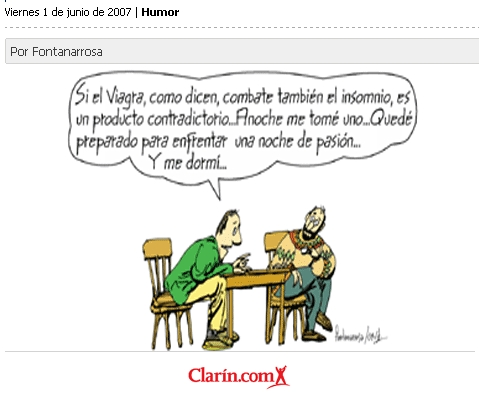 Viernes 1 de junio de 2007 | Humor
Por Fontanarrosa
Si el Viagra, como dicen, combate también el insomnio, es
un producto contradictorio...Anoche me tomé uno...Quedé
preparado para enfrentar una noche de pasión...
Y me dormí...
Clarín.com